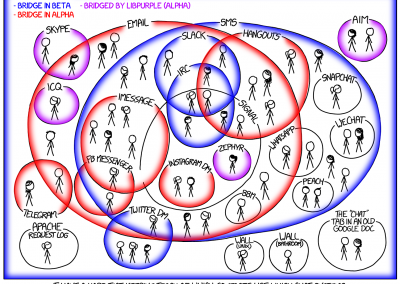 - BRIDGE IN BETA
- BRIDGED BY LIBPURPLE (ALPHA)
- BRIDGE IN ALPHA
EMAIL
SMS
AIM
SKYPE
SLACK
HANGOUTS
IRC
SNAPCHAT
ICQ
IMESSAGE
SIGNAL
WECHAT
WHATSAPP
ZEPHYR
FB MESSENGER
INSTAGRAM DM
PEACH
BBM
TELEGRAM
TWITTER DM
APACHE
REQUEST LOG
WALL
WALL
(BATHROOM)
THE "CHAT"
TAB IN AN OLD
GOOGLE DOC